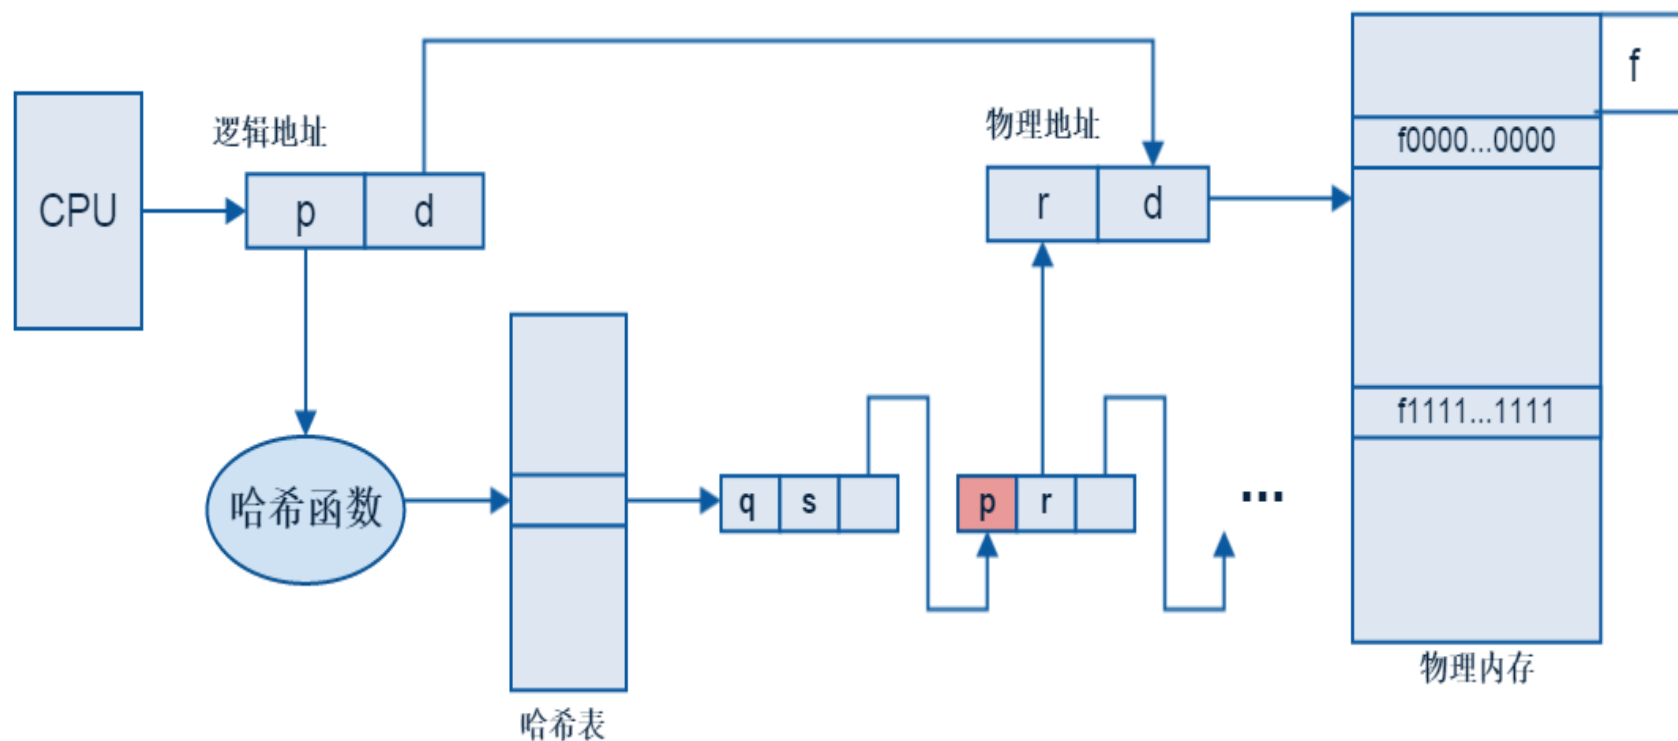 逻辑地址
物理地址
f
CPU
p
d
r
d
f0000...0000
f1111...1111
哈希函数
q
s
p
r
...
物理内存
哈希表